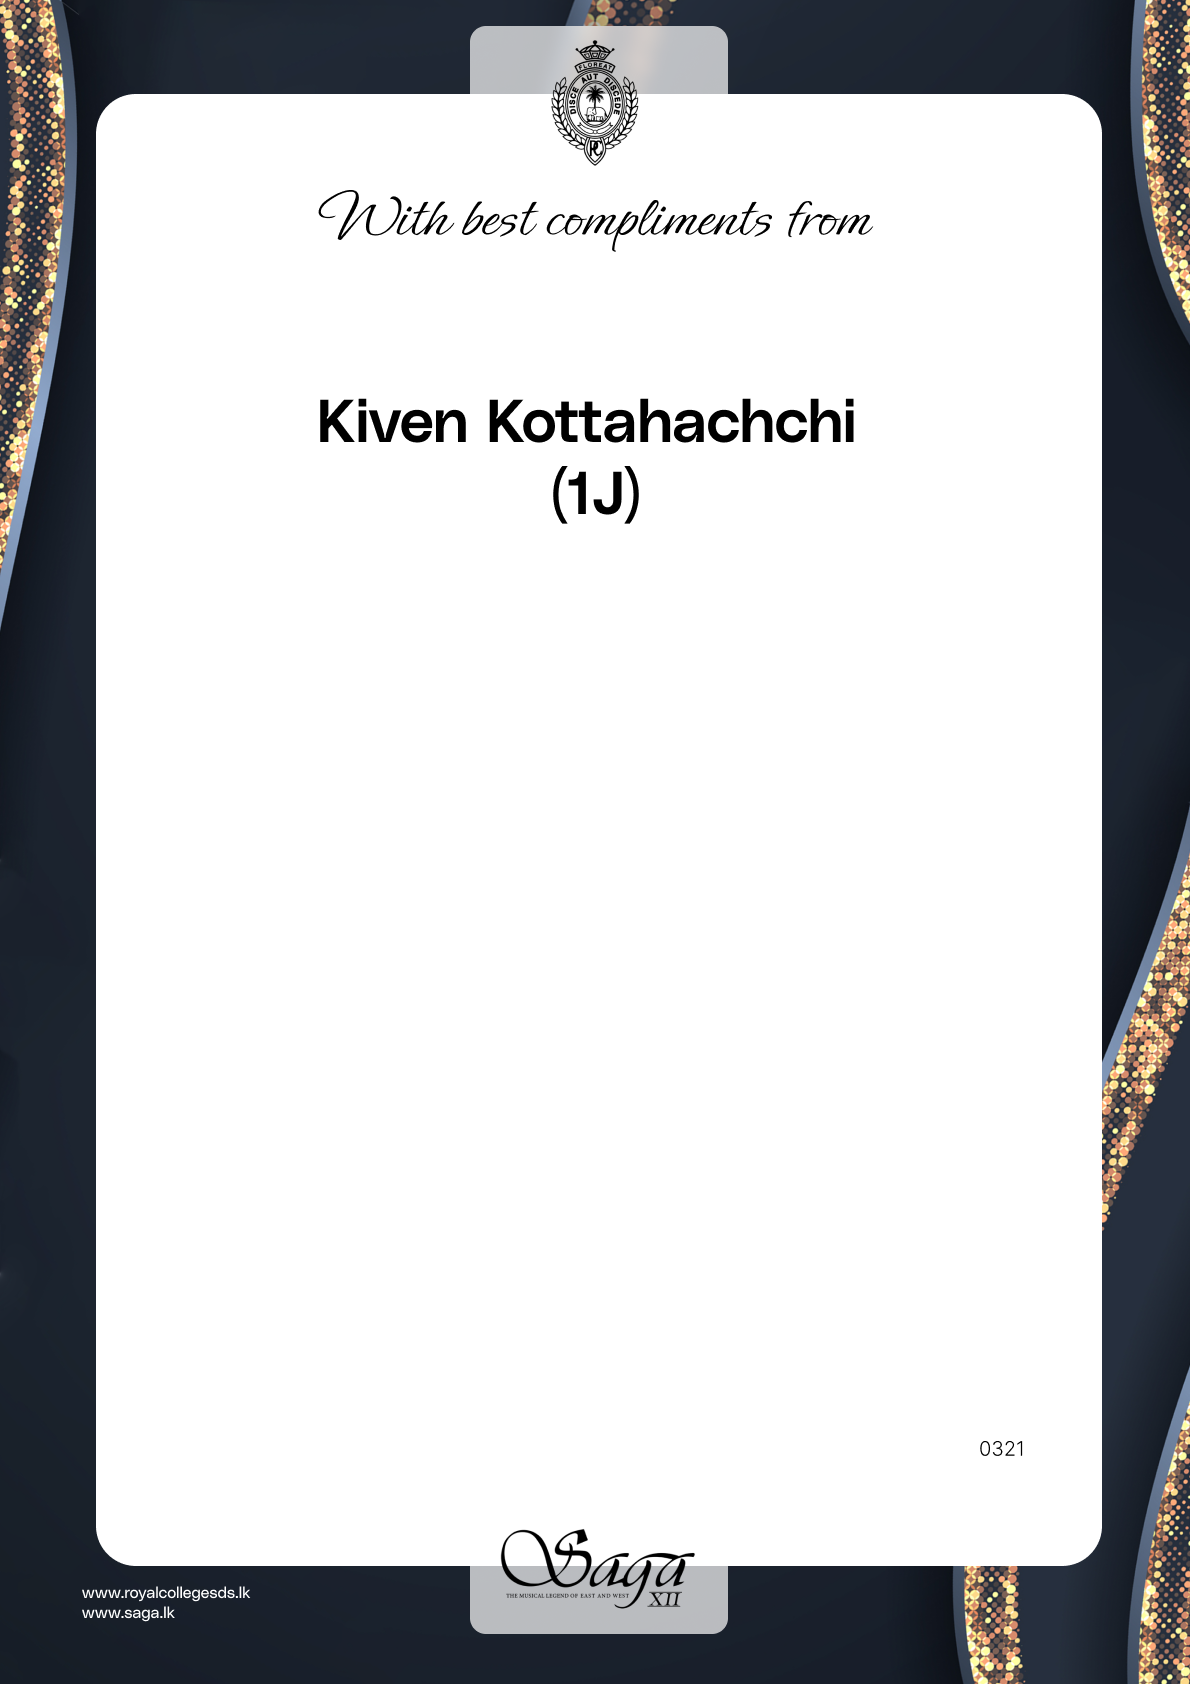 FLOREAT
DISCE AUT DISCEDE
RC
With best compliments from
Kiven Kottahachchi
(1J)
0321
Saga
THE MUSICAL LEGEND OF EAST AND WEST
XII
www.royalcollegesds.lk
www.saga.lk